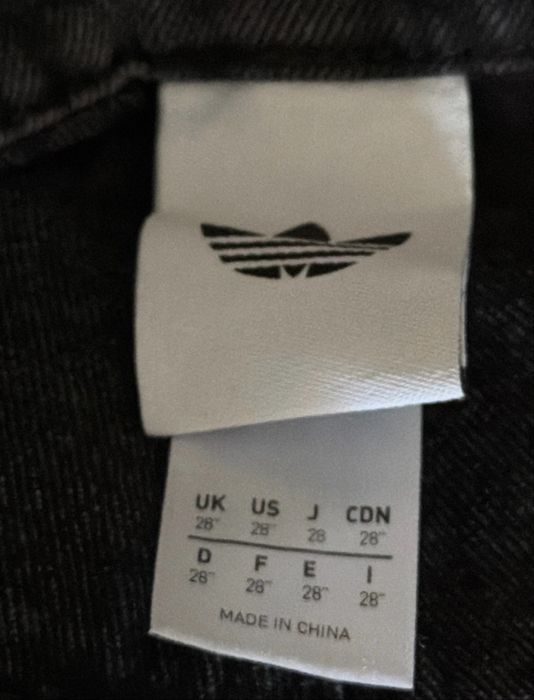 UK US J CDN
28" 28" 28 28"
D F E I
28" 28" 28" 28"
MADE IN CHINA